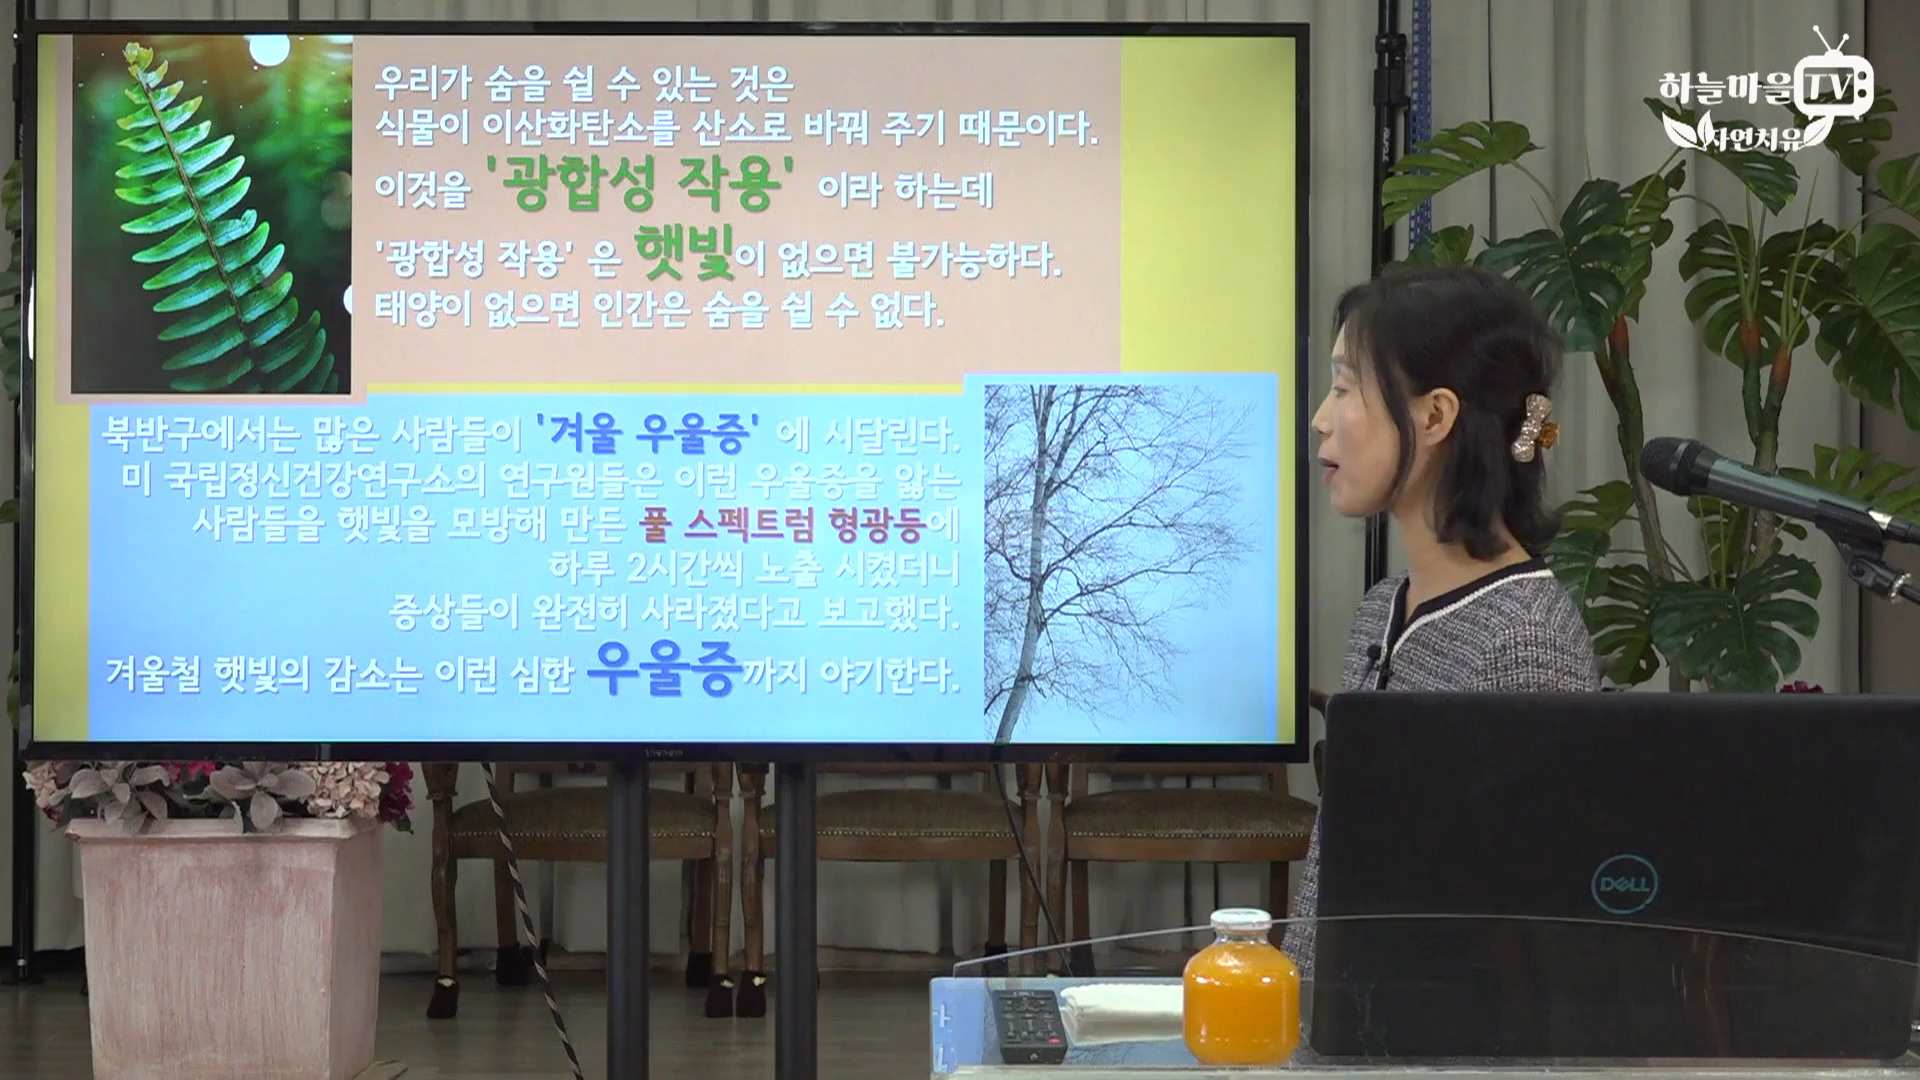 우리가 숨을 쉴 수 있는 것은
식물이 이산화탄소를 산소로 바꿔 주기 때문이다.
이것을 '광합성 작용' 이라 하는데
'광합성 작용' 은 햇빛이 없으면 불가능하다.
태양이 없으면 인간은 숨을 쉴 수 없다.
북반구에서는 많은 사람들이 '겨울 우울증' 에 시달린다.
미 국립정신건강연구소의 연구원들은 이런 우울증을 앓는
사람들을 햇빛을 모방해 만든 풀 스펙트럼 형광등에
하루 2시간씩 노출 시켰더니
증상들이 완전히 사라졌다고 보고했다.
겨울철 햇빛의 감소는 이런 심한 우울증까지 야기한다.
하늘마을TV
자연치유
DELL